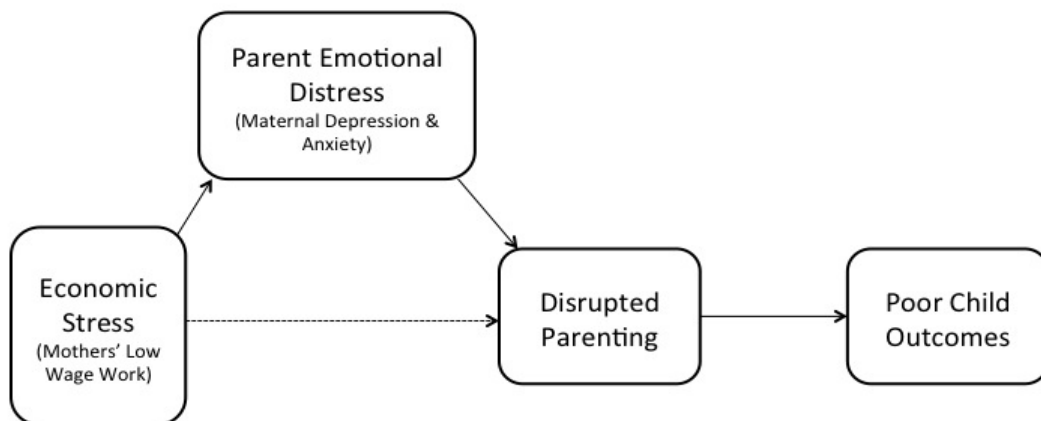 Parent Emotional
Distress
(Maternal Depression &
Anxiety)
Economic
Stress
(Mothers’ Low
Wage Work)
Disrupted
Parenting
Poor Child
Outcomes